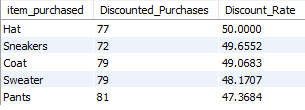 item_purchased Discounted_Purchases Discount_Rate
Hat 77 50.0000
Sneakers 72 49.6552
Coat 79 49.0683
Sweater 79 48.1707
Pants 81 47.3684